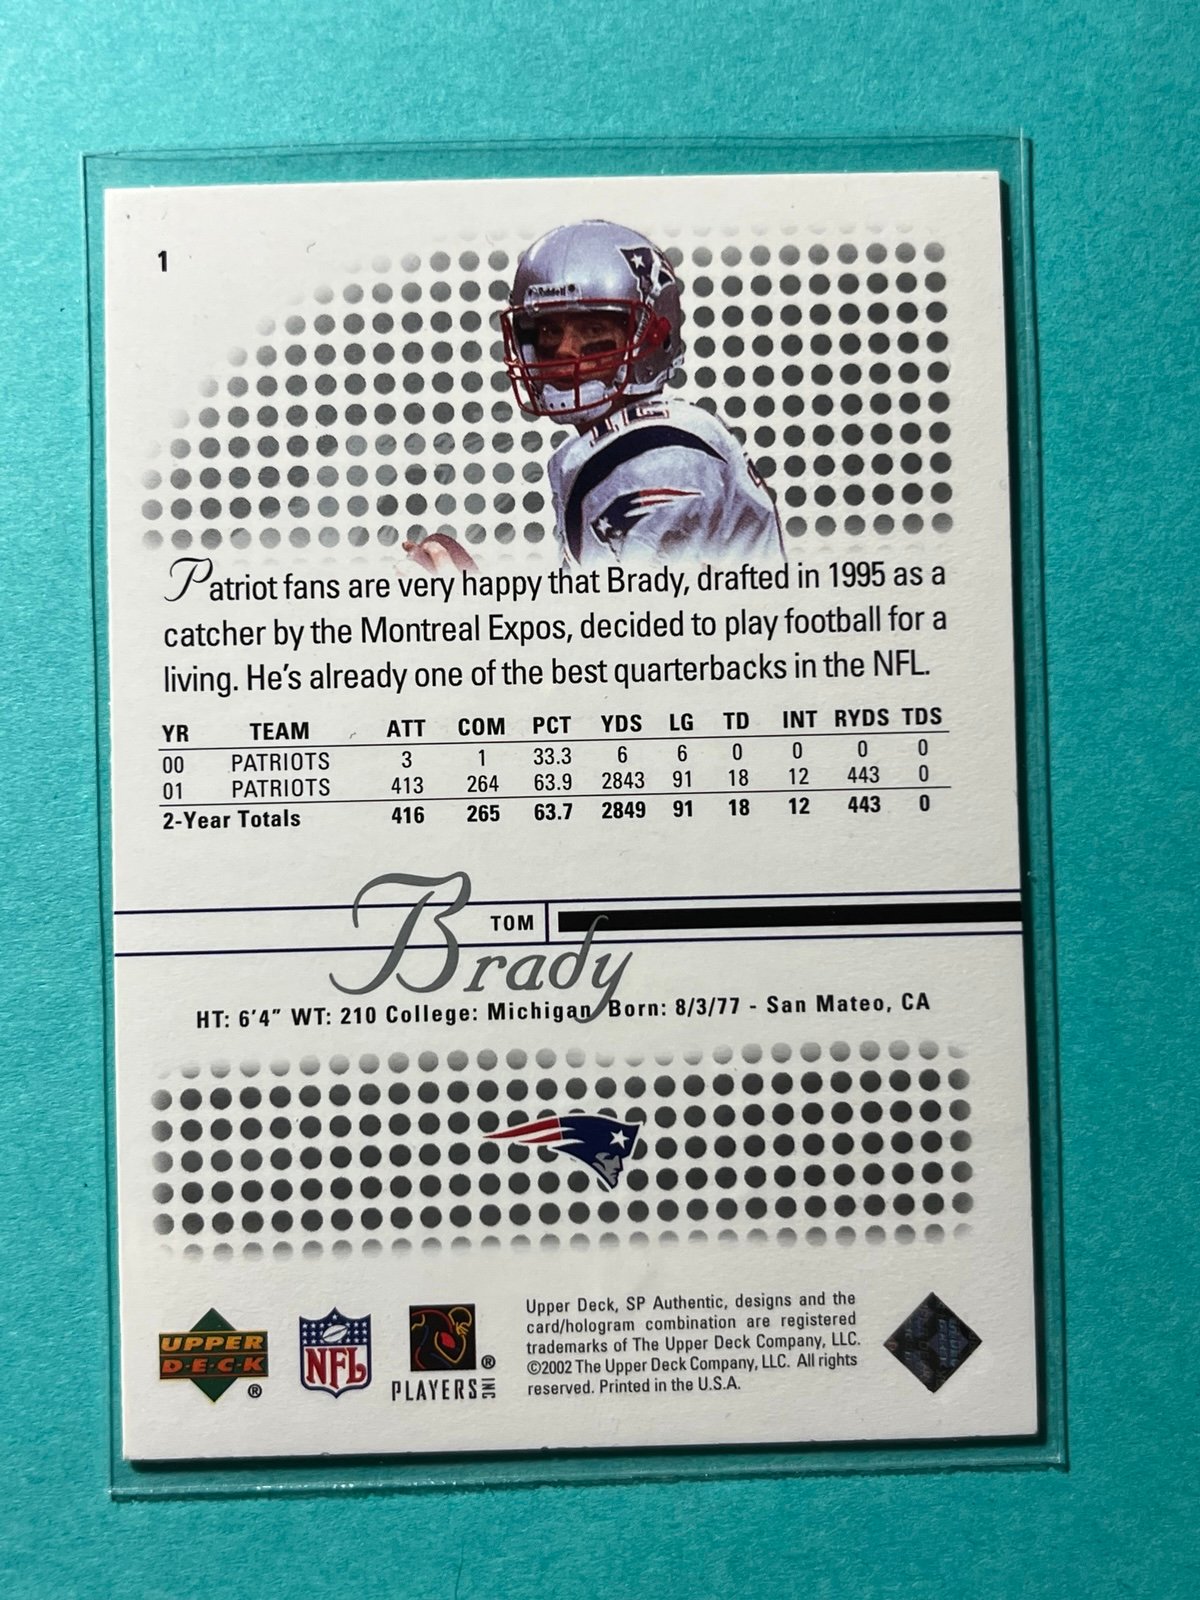 1
Riddell
12
Patriot fans are very happy that Brady, drafted in 1995 as a
catcher by the Montreal Expos, decided to play football for a
living. He's already one of the best quarterbacks in the NFL.
YR TEAM ATT COM PCT YDS LG TD INT RYDS TDS
00 PATRIOTS 3 1 33.3 6 6 0 0 0 0
01 PATRIOTS 413 264 63.9 2843 91 18 12 443 0
2-Year Totals 416 265 63.7 2849 91 18 12 443 0
TOM
Brady
HT: 6'4" WT: 210 College: Michigan Born: 8/3/77 - San Mateo, CA
UPPER
D·E·C·K
®
NFL
®
PLAYERS INC
Upper Deck, SP Authentic, designs and the
card/hologram combination are registered
trademarks of The Upper Deck Company, LLC.
©2002 The Upper Deck Company, LLC. All rights
reserved. Printed in the U.S.A.